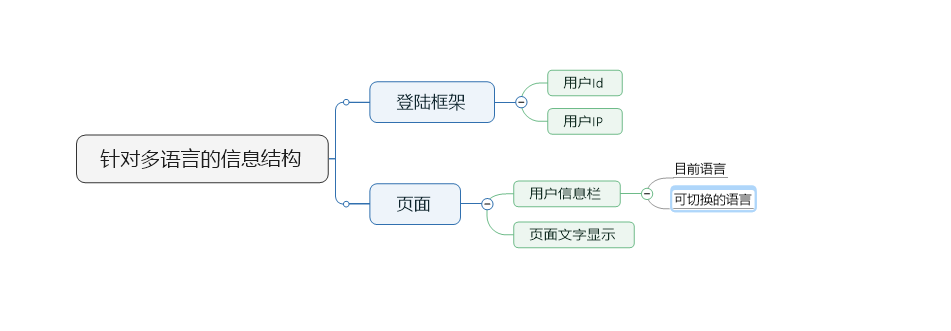 针对多语言的信息结构
登陆框架
用户Id
用户IP
页面
用户信息栏
目前语言
可切换的语言
页面文字显示